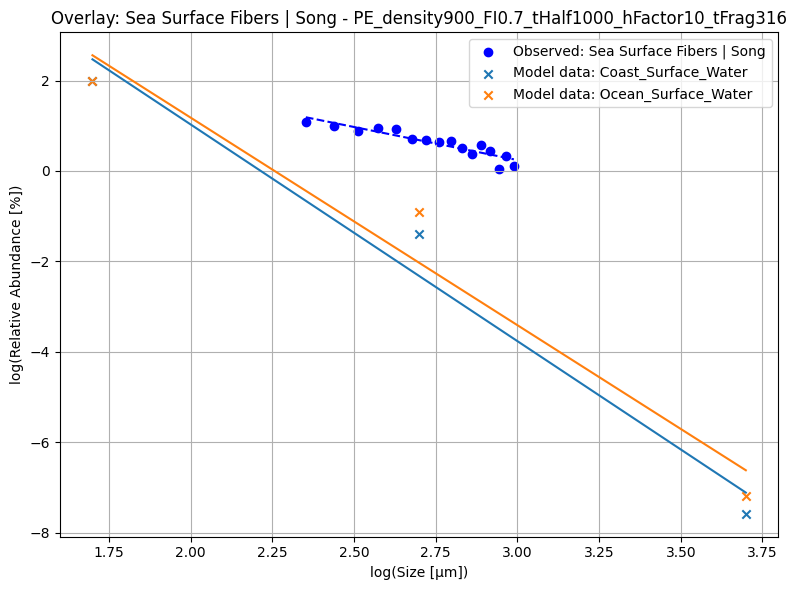 Overlay: Sea Surface Fibers | Song - PE_density900_FI0.7_tHalf1000_hFactor10_tFrag316
Observed: Sea Surface Fibers | Song
Model data: Coast_Surface_Water
Model data: Ocean_Surface_Water
log(Relative Abundance [%])
2
0
−2
−4
−6
−8
1.75
2.00
2.25
2.50
2.75
3.00
3.25
3.50
3.75
log(Size [μm])